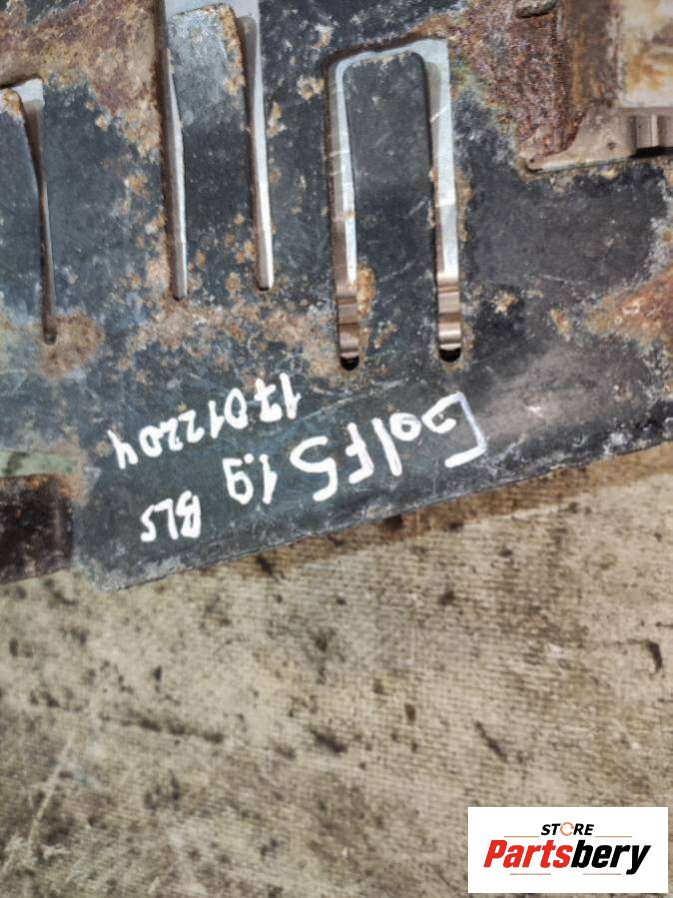 Golf5 1.9 BLS
17012204
STORE
Partsbery